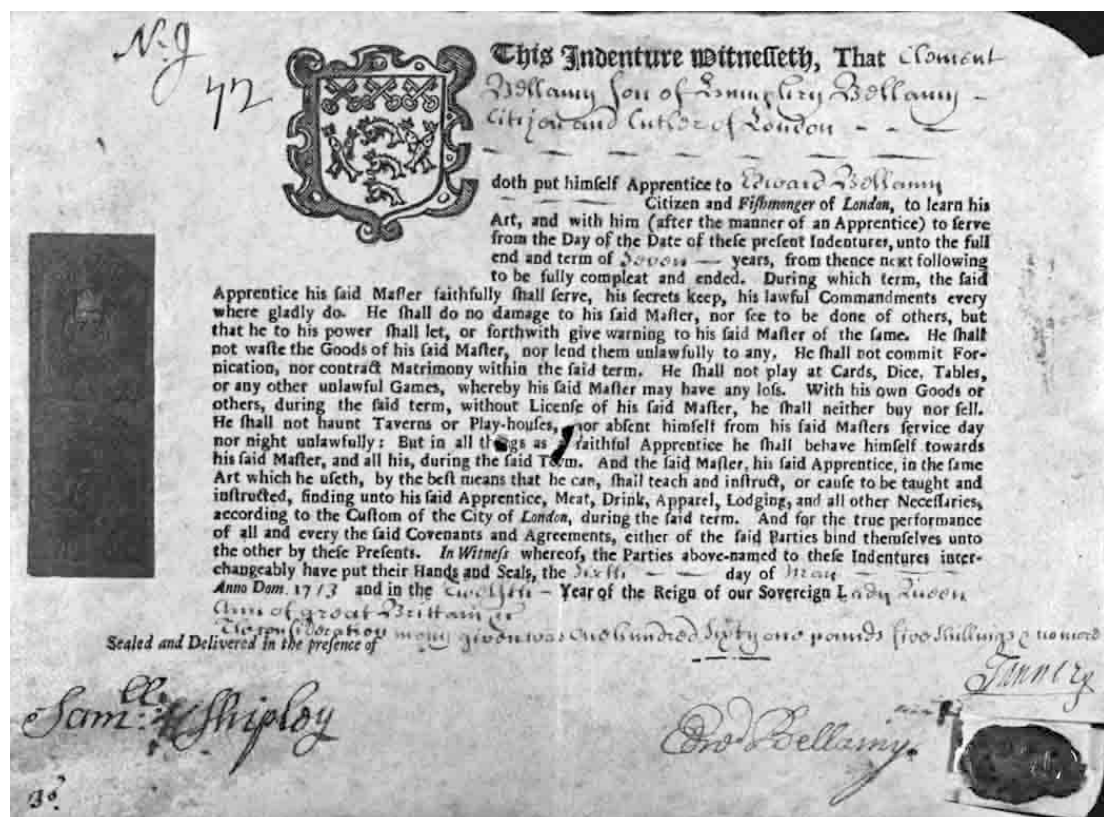 No. J
72
This Indenture Witnesseth, That Clement
Bellamy Son of Humphry Bellamy -
Citizen and Cutler of London - - -
doth put himself Apprentice to Edward Bellamy
Citizen and Fishmonger of London, to learn his
Art, and with him (after the manner of an Apprentice) to serve
from the Day of the Date of these present Indentures, unto the full
end and term of Seven — years, from thence next following
to be fully compleat and ended. During which term, the said
Apprentice his said Master faithfully shall serve, his secrets keep, his lawful Commandments every
where gladly do. He shall do no damage to his said Master, nor see to be done of others, but
that he to his power shall let, or forthwith give warning to his said Master of the same. He shall
not waste the Goods of his said Master, nor lend them unlawfully to any. He shall not commit For-
nication, nor contract Matrimony within the said term. He shall not play at Cards, Dice, Tables,
or any other unlawful Games, whereby his said Master may have any loss. With his own Goods or
others, during the said term, without License of his said Master, he shall neither buy nor sell.
He shall not haunt Taverns or Play-houses, nor absent himself from his said Masters service day
nor night unlawfully: But in all things as a faithful Apprentice he shall behave himself towards
his said Master, and all his, during the said Term. And the said Master, his said Apprentice, in the same
Art which he useth, by the best means that he can, shall teach and instruct, or cause to be taught and
instructed, finding unto his said Apprentice, Meat, Drink, Apparel, Lodging, and all other Necessaries,
according to the Custom of the City of London, during the said term. And for the true performance
of all and every the said Covenants and Agreements, either of the said Parties bind themselves unto
the other by these Presents. In Witness whereof, the Parties above-named to these Indentures inter-
changeably have put their Hands and Seals, the Sixth — — day of May
Anno Dom. 1713 and in the Twelfth - Year of the Reign of our Sovereign Lady Queen
Ann of great Brittain &c
The consideration mony given was one hundred Sixty one pounds five shillings & no more
Sealed and Delivered in the presence of
Samll: Shipley
Edwd Bellamy